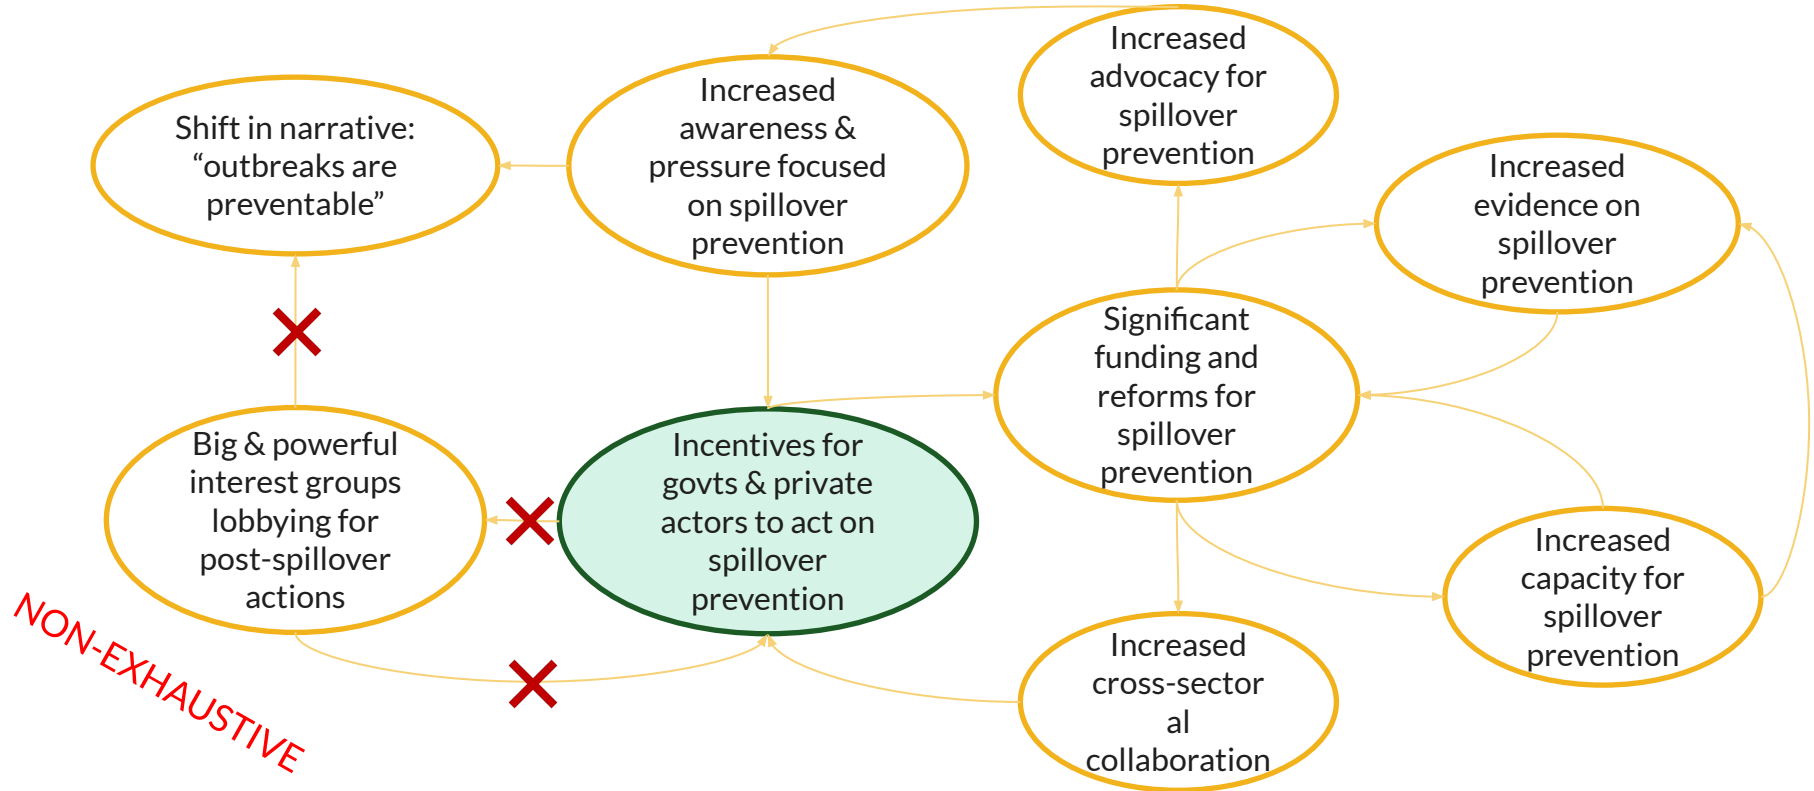 Increased
advocacy for
spillover
prevention
Increased
awareness &
pressure focused
on spillover
prevention
Shift in narrative:
“outbreaks are
preventable”
Increased
evidence on
spillover
prevention
Significant
funding and
reforms for
spillover
prevention
Big & powerful
interest groups
lobbying for
post-spillover
actions
Incentives for
govts & private
actors to act on
spillover
prevention
Increased
capacity for
spillover
prevention
Increased
cross-sector
al
collaboration
NON-EXHAUSTIVE